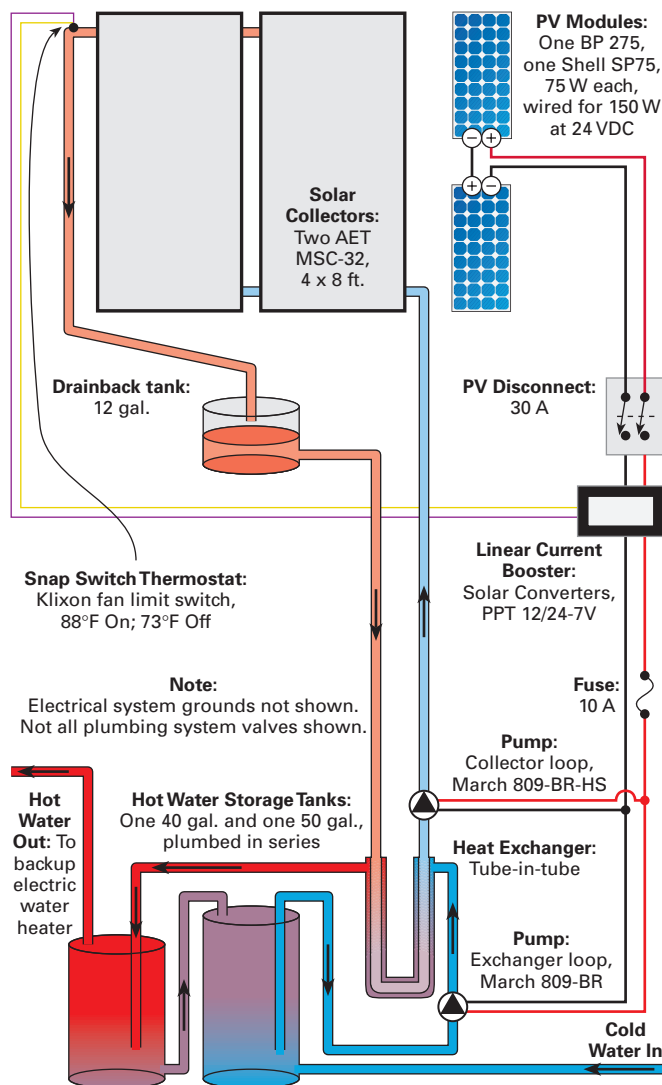 PV Modules:
One BP 275,
one Shell SP75,
75 W each,
wired for 150 W
at 24 VDC
−
+
+
−
Solar
Collectors:
Two AET
MSC-32,
4 x 8 ft.
Drainback tank:
12 gal.
PV Disconnect:
30 A
Snap Switch Thermostat:
Klixon fan limit switch,
88°F On; 73°F Off
Linear Current
Booster:
Solar Converters,
PPT 12/24-7V
Note:
Electrical system grounds not shown.
Not all plumbing system valves shown.
Fuse:
10 A
Pump:
Collector loop,
March 809-BR-HS
Hot
Water
Out: To
backup
electric
water
heater
Hot Water Storage Tanks:
One 40 gal. and one 50 gal.,
plumbed in series
Heat Exchanger:
Tube-in-tube
Pump:
Exchanger loop,
March 809-BR
Cold
Water In